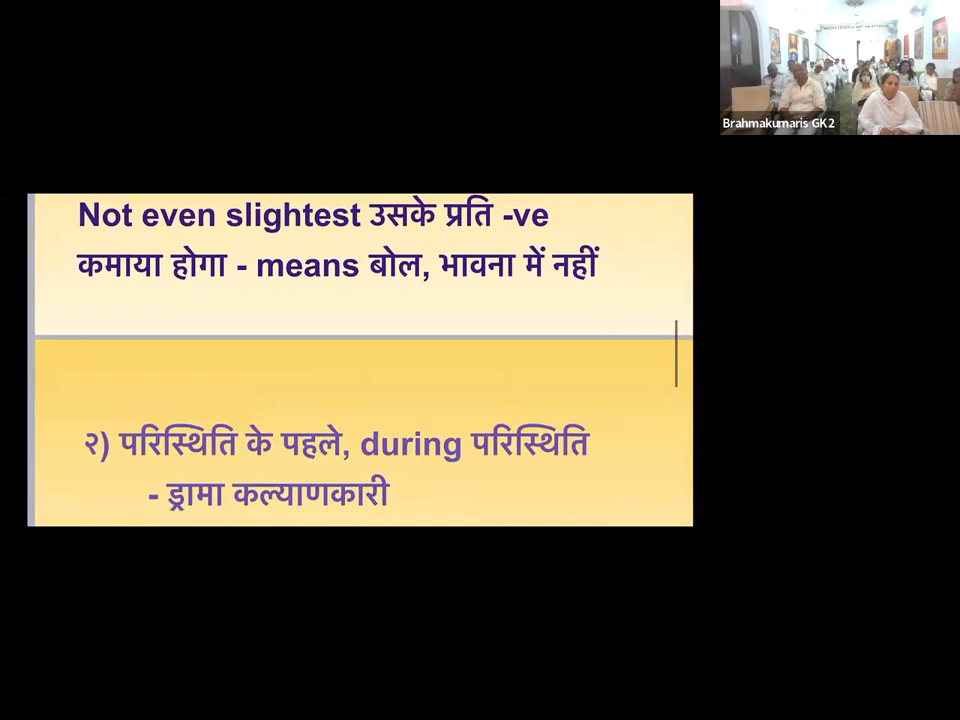 Brahmakumaris GK2
Not even slightest उसके प्रति -ve
कमाया होगा - means बोल, भावना में नहीं
२) परिस्थिति के पहले, during परिस्थिति
- ड्रामा कल्याणकारी